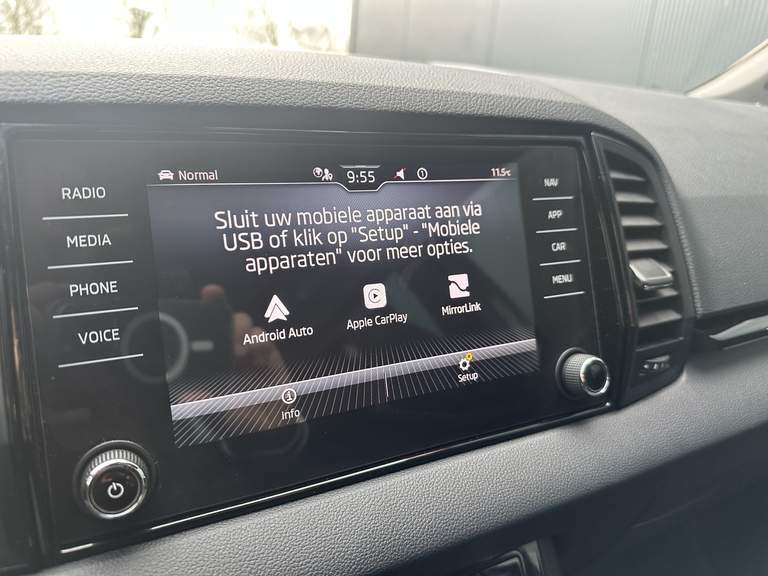 Normal
9:55
11.5°C
RADIO
MEDIA
PHONE
VOICE
NAV
APP
CAR
MENU
Sluit uw mobiele apparaat aan via
USB of klik op "Setup" - "Mobiele
apparaten" voor meer opties.
Android Auto
Apple CarPlay
MirrorLink
Info
Setup